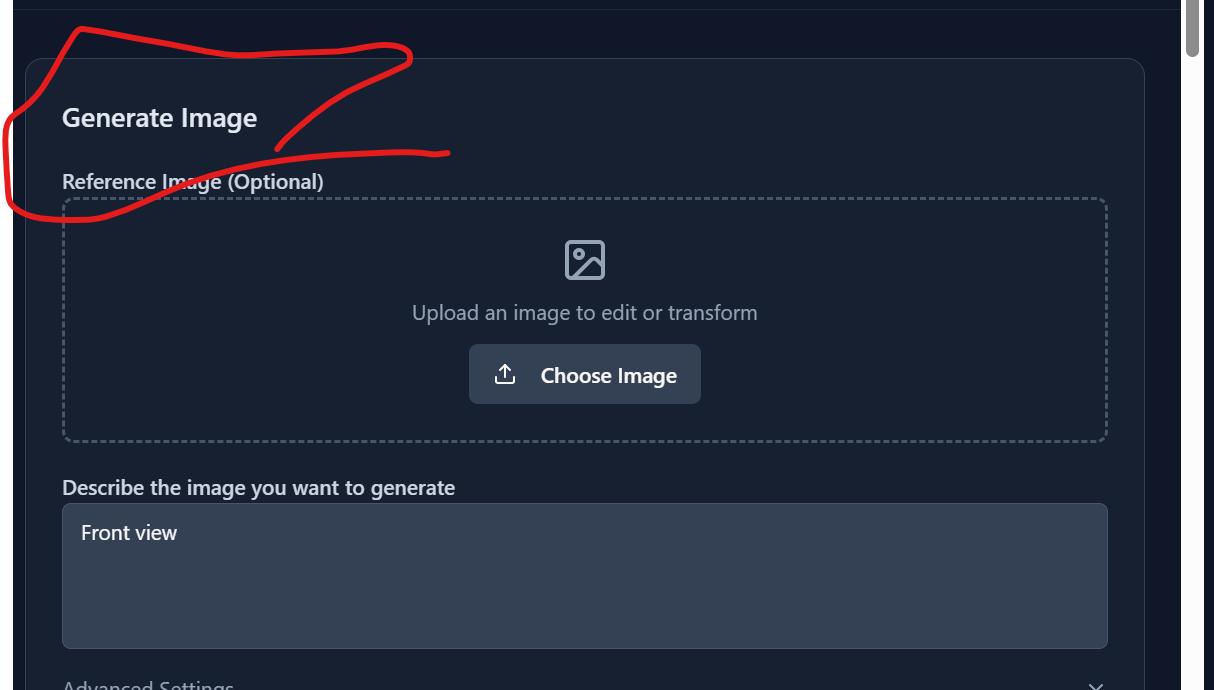 Generate Image
Reference Image (Optional)
Upload an image to edit or transform
Choose Image
Describe the image you want to generate
Front view
Advanced Settings